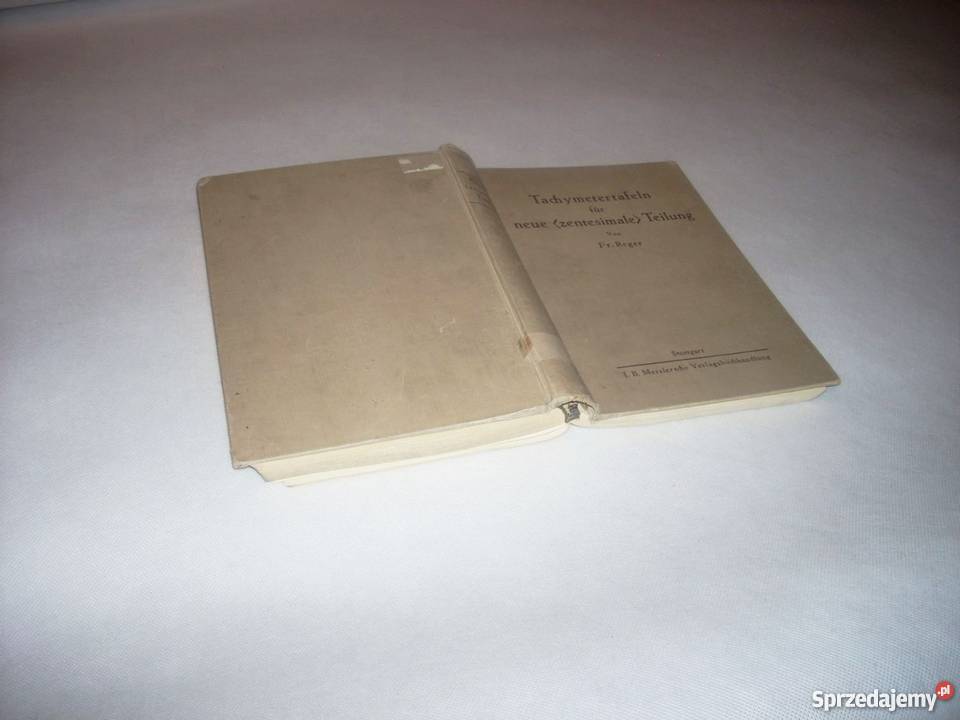 Tachymetertafeln
für
neue <zentesimale> Teilung
Von
Fr. Reger
Stuttgart
J. B. Metzlersche Verlagsbuchhandlung
Sprzedajemy.pl